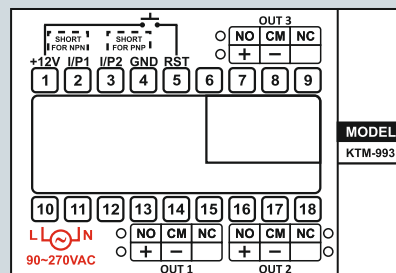 OUT 3
SHORT FOR NPN
SHORT FOR PNP
NO CM NC
+ −
+12V I/P1 I/P2 GND RST
1 2 3 4 5 6 7 8 9
MODEL
KTM-993
10 11 12 13 14 15 16 17 18
L N
90~270VAC
NO CM NC
+ −
OUT 1
NO CM NC
+ −
OUT 2